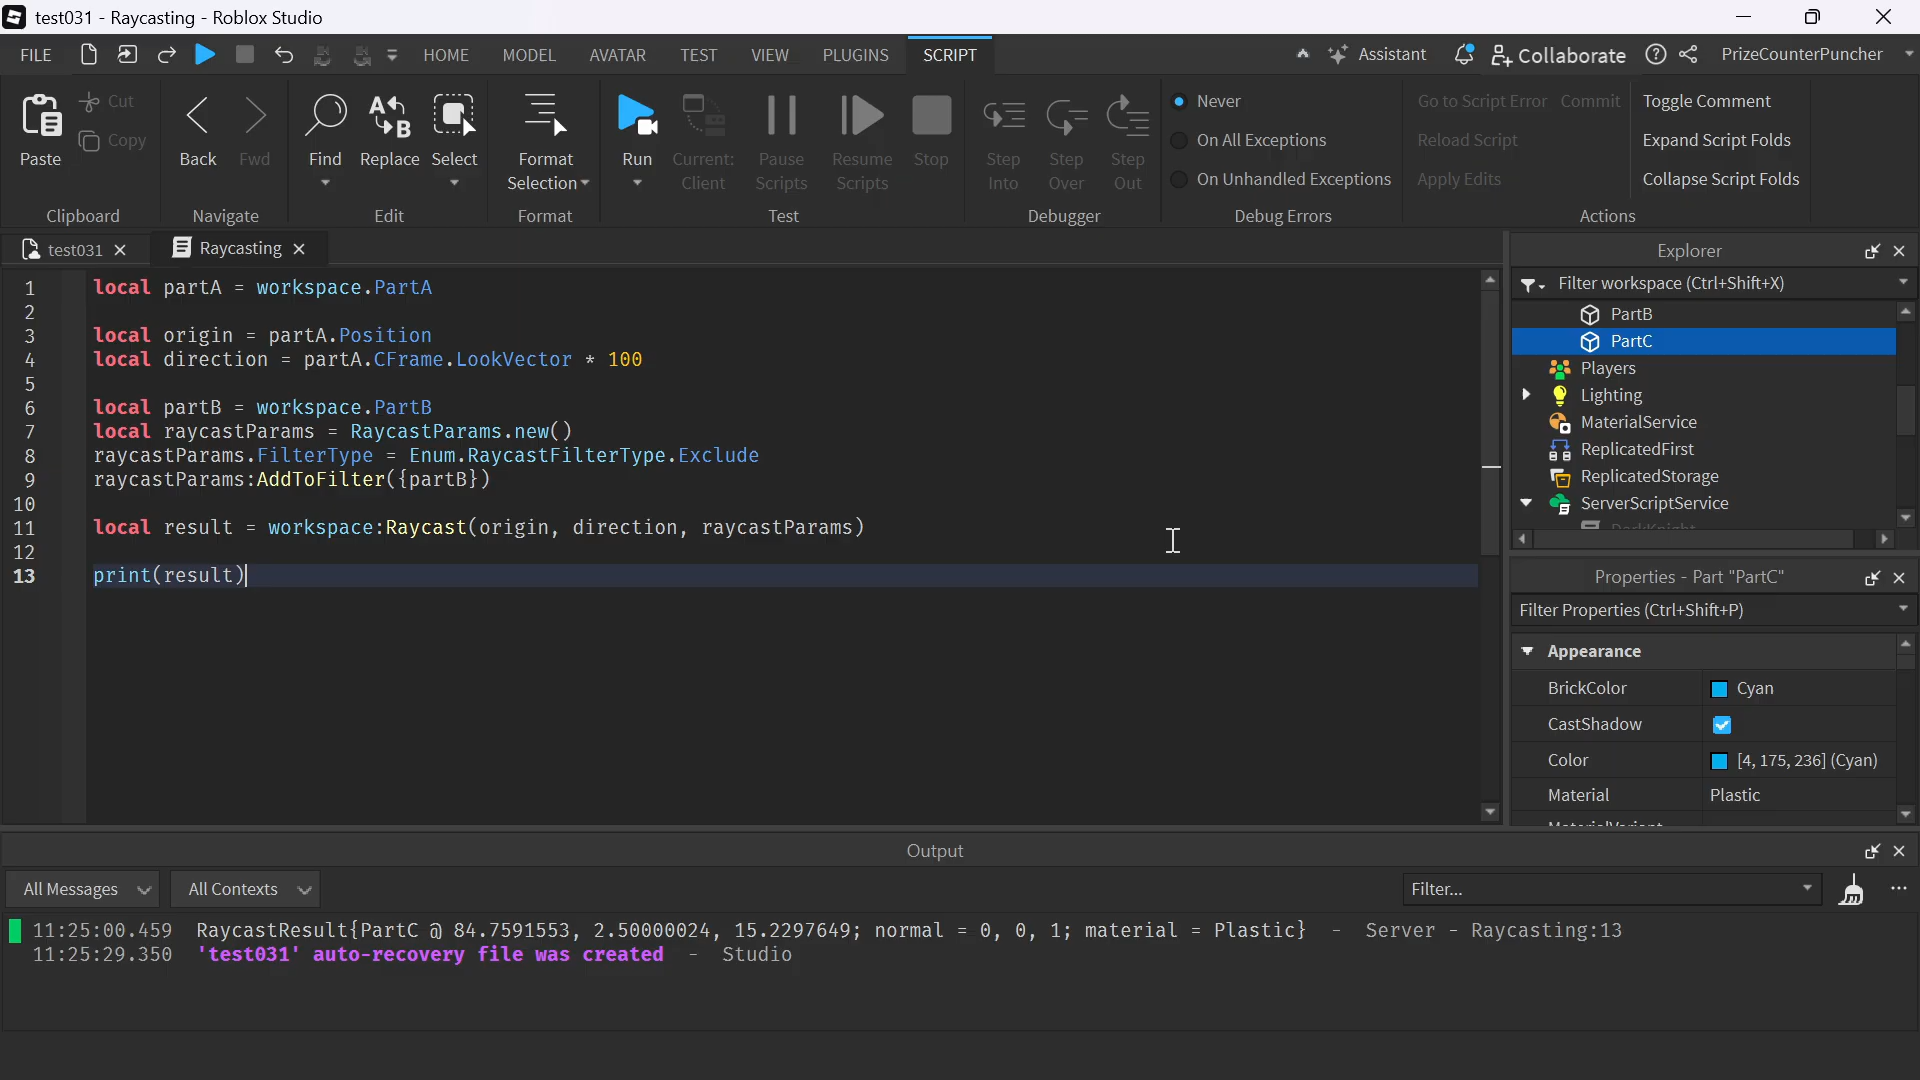 test031 - Raycasting - Roblox Studio
FILE HOME MODEL AVATAR TEST VIEW PLUGINS SCRIPT Assistant Collaborate PrizeCounterPuncher
Paste Cut Copy
Clipboard
Back Fwd
Navigate
Find Replace Select
Edit
Format Selection
Format
Run Current: Client Pause Scripts Resume Scripts Stop
Test
Step Into Step Over Step Out
Debugger
Never
On All Exceptions
On Unhandled Exceptions
Debug Errors
Go to Script Error Commit Toggle Comment
Reload Script Expand Script Folds
Apply Edits Collapse Script Folds
Actions
test031 Raycasting
1 local partA = workspace.PartA
2
3 local origin = partA.Position
4 local direction = partA.CFrame.LookVector * 100
5
6 local partB = workspace.PartB
7 local raycastParams = RaycastParams.new()
8 raycastParams.FilterType = Enum.RaycastFilterType.Exclude
9 raycastParams:AddToFilter({partB})
10
11 local result = workspace:Raycast(origin, direction, raycastParams)
12
13 print(result)
Explorer
Filter workspace (Ctrl+Shift+X)
PartB
PartC
Players
Lighting
MaterialService
ReplicatedFirst
ReplicatedStorage
ServerScriptService
Properties - Part "PartC"
Filter Properties (Ctrl+Shift+P)
Appearance
BrickColor Cyan
CastShadow
Color [4, 175, 236] (Cyan)
Material Plastic
Output
All Messages All Contexts Filter...
11:25:00.459 RaycastResult{PartC @ 84.7591553, 2.50000024, 15.2297649; normal = 0, 0, 1; material = Plastic} - Server - Raycasting:13
11:25:29.350 'test031' auto-recovery file was created - Studio